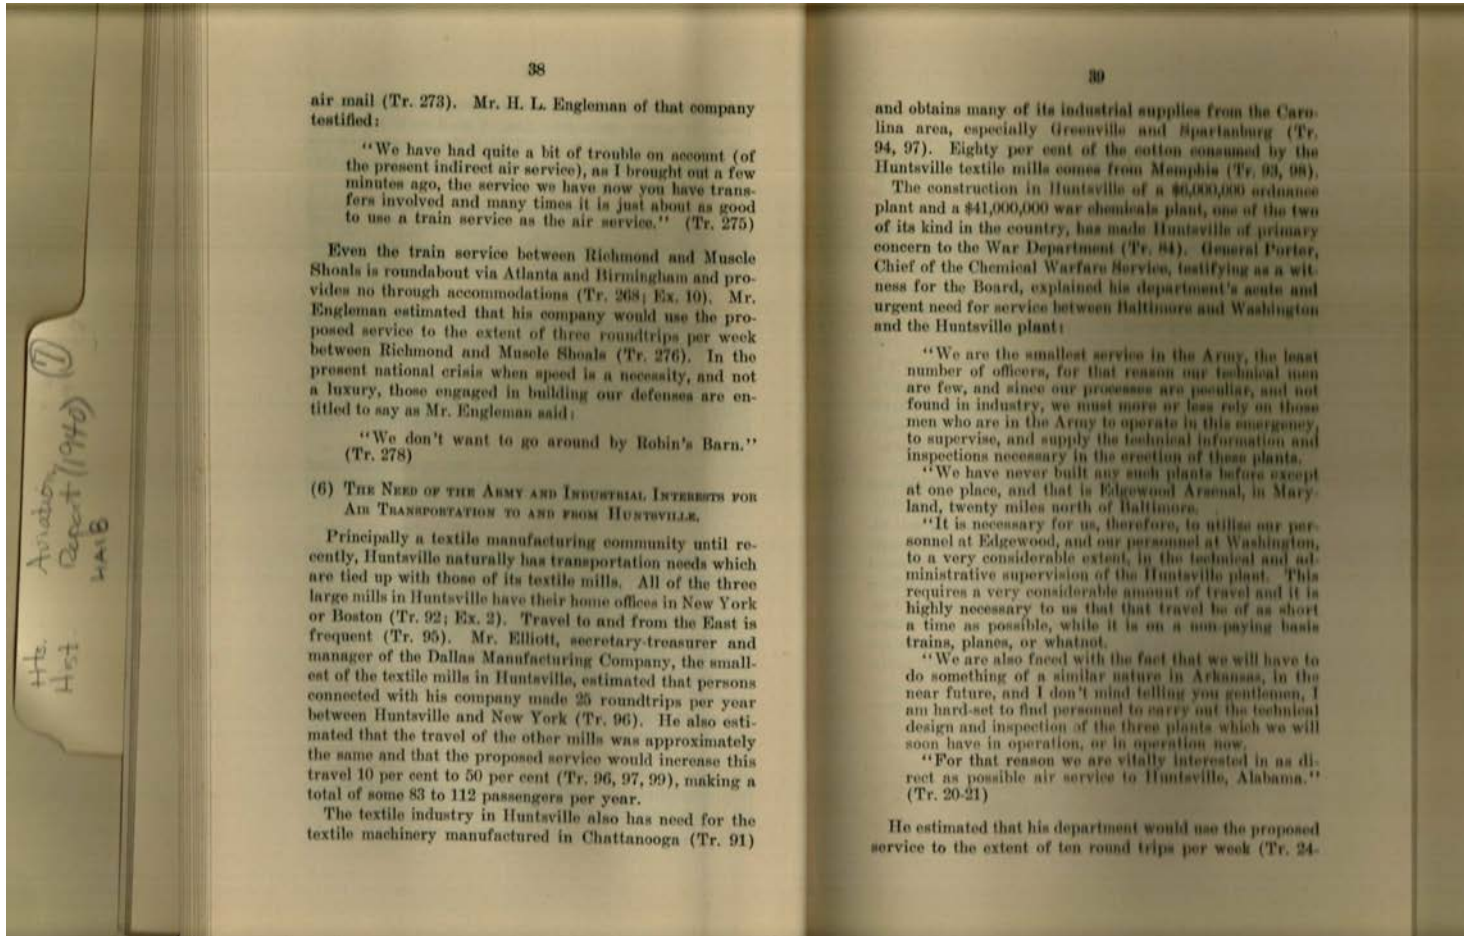 38
air mail (Tr. 273). Mr. H. L. Engleman of that company
testified:
"We have had quite a bit of trouble on account (of
the present indirect air service), as I brought out a few
minutes ago, the service we have now you have trans-
fers involved and many times it is just about as good
to use a train service as the air service." (Tr. 275)
Even the train service between Richmond and Muscle
Shoals is roundabout via Atlanta and Birmingham and pro-
vides no through accommodations (Tr. 268; Ex. 10). Mr.
Engleman estimated that his company would use the pro-
posed service to the extent of three roundtrips per week
between Richmond and Muscle Shoals (Tr. 276). In the
present national crisis when speed is a necessity, and not
a luxury, those engaged in building our defenses are en-
titled to say as Mr. Engleman said:
"We don't want to go around by Robin's Barn."
(Tr. 278)
(6) The Need of the Army and Industrial Interests for
Air Transportation to and from Huntsville.
Principally a textile manufacturing community until re-
cently, Huntsville naturally has transportation needs which
are tied up with those of its textile mills. All of the three
large mills in Huntsville have their home offices in New York
or Boston (Tr. 92; Ex. 2). Travel to and from the East is
frequent (Tr. 95). Mr. Elliott, secretary-treasurer and
manager of the Dallas Manufacturing Company, the small-
est of the textile mills in Huntsville, estimated that persons
connected with his company made 25 roundtrips per year
between Huntsville and New York (Tr. 96). He also esti-
mated that the travel of the other mills was approximately
the same and that the proposed service would increase this
travel 10 per cent to 50 per cent (Tr. 96, 97, 99), making a
total of some 83 to 112 passengers per year.
The textile industry in Huntsville also has need for the
textile machinery manufactured in Chattanooga (Tr. 91)
39
and obtains many of its industrial supplies from the Caro-
lina area, especially Greenville and Spartanburg (Tr.
94, 97). Eighty per cent of the cotton consumed by the
Huntsville textile mills comes from Memphis (Tr. 93, 98).
The construction in Huntsville of a $6,000,000 ordnance
plant and a $41,000,000 war chemicals plant, one of the two
of its kind in the country, has made Huntsville of primary
concern to the War Department (Tr. 84). General Porter,
Chief of the Chemical Warfare Service, testifying as a wit-
ness for the Board, explained his department's acute and
urgent need for service between Baltimore and Washington
and the Huntsville plant:
"We are the smallest service in the Army, the least
number of officers, for that reason our technical men
are few, and since our processes are peculiar, and not
found in industry, we must more or less rely on those
men who are in the Army to operate in this emergency,
to supervise, and supply the technical information and
inspections necessary in the erection of these plants.
"We have never built any such plants before except
at one place, and that is Edgewood Arsenal, in Mary-
land, twenty miles north of Baltimore.
"It is necessary for us, therefore, to utilize our per-
sonnel at Edgewood, and our personnel at Washington,
to a very considerable extent, in the technical and ad-
ministrative supervision of the Huntsville plant. This
requires a very considerable amount of travel and it is
highly necessary to us that that travel be of as short
a time as possible, while it is on a non-paying basis
trains, planes, or whatnot.
"We are also faced with the fact that we will have to
do something of a similar nature in Arkansas, in the
near future, and I don't mind telling you gentlemen, I
am hard-set to find personnel to carry out the technical
design and inspection of the three plants which we will
soon have in operation, or in operation now.
"For that reason we are vitally interested in as di-
rect as possible air service to Huntsville, Alabama."
(Tr. 20-21)
He estimated that his department would use the proposed
service to the extent of ten round trips per week (Tr. 24-
Hts. Aviation
Hist. Report (1940) (7)
HAIB